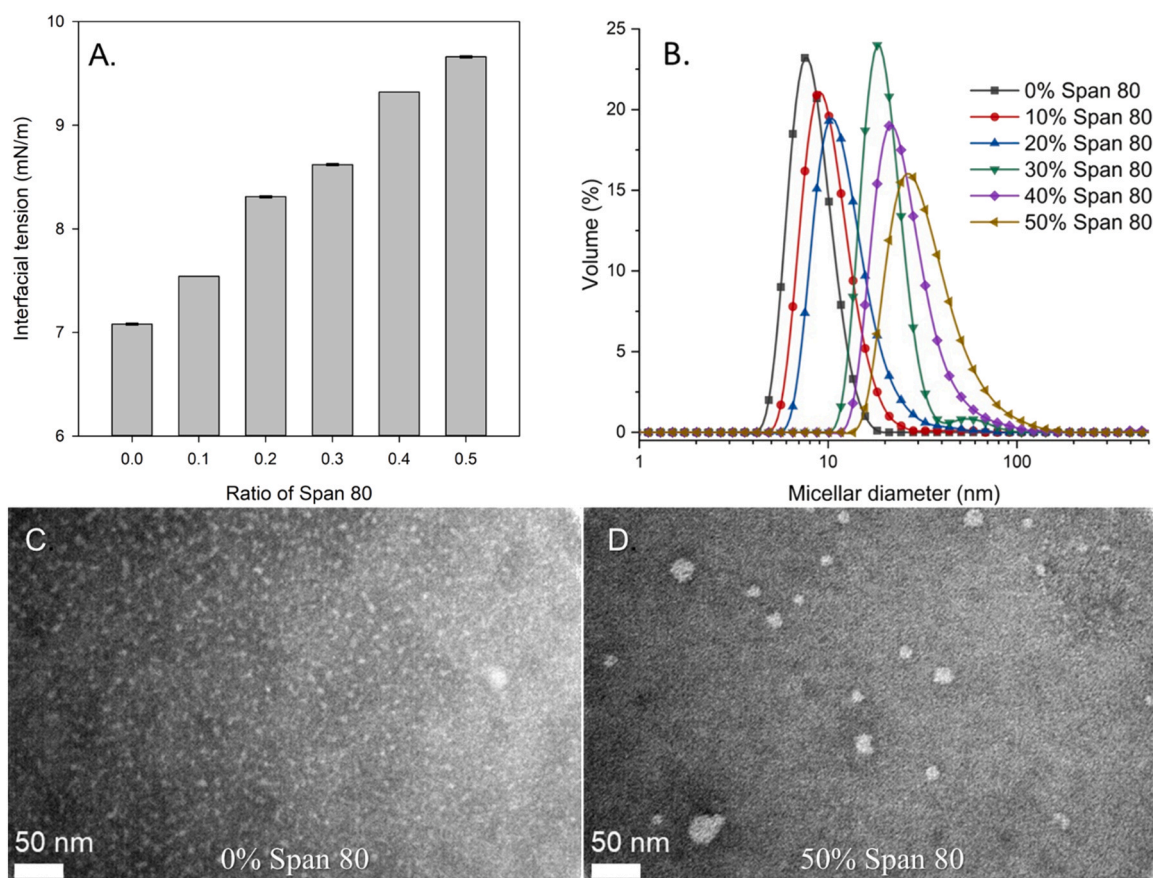 A.
10
9
8
7
6
Interfacial tension (mN/m)
0.0 0.1 0.2 0.3 0.4 0.5
Ratio of Span 80
B.
25
20
15
10
5
0
Volume (%)
0% Span 80
10% Span 80
20% Span 80
30% Span 80
40% Span 80
50% Span 80
1 10 100
Micellar diameter (nm)
C.
50 nm
0% Span 80
D.
50 nm
50% Span 80